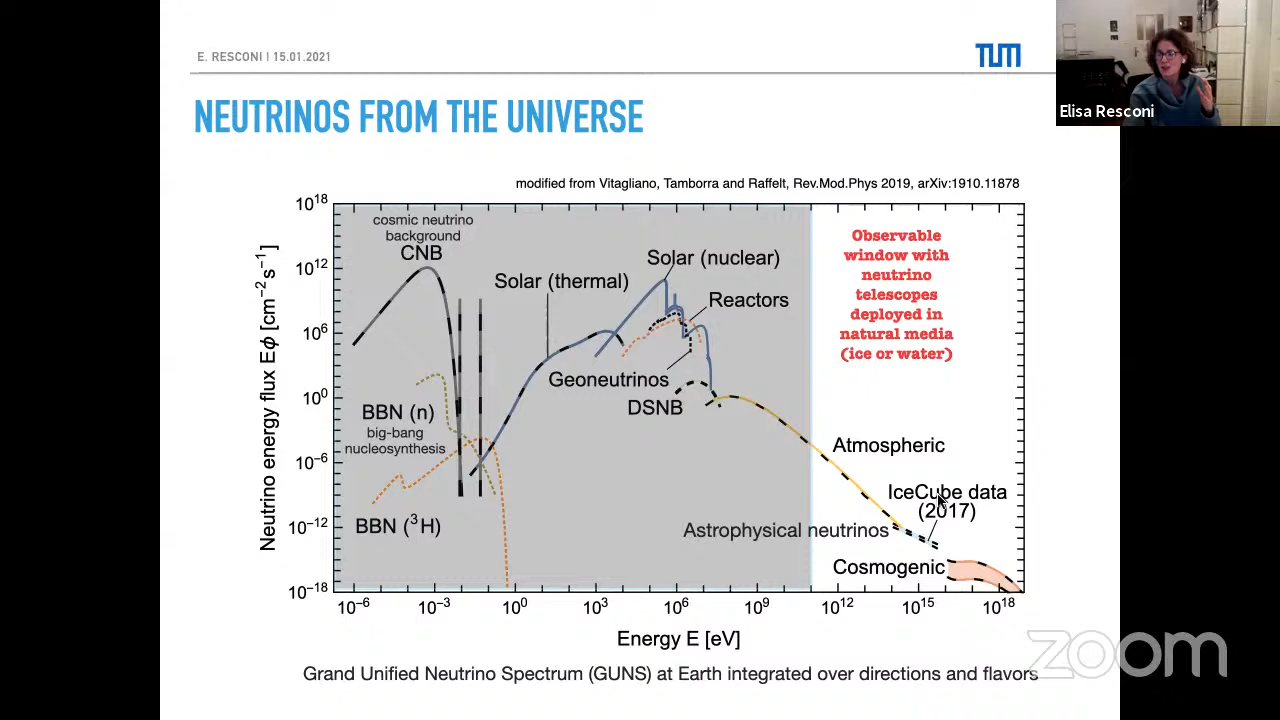 E. RESCONI I 15.01.2021
TUM
Elisa Resconi
NEUTRINOS FROM THE UNIVERSE
modified from Vitagliano, Tamborra and Raffelt, Rev.Mod.Phys 2019, arXiv:1910.11878
Neutrino energy flux Eϕ [cm⁻² s⁻¹]
10¹⁸
10¹²
10⁶
10⁰
10⁻⁶
10⁻¹²
10⁻¹⁸
cosmic neutrino
background
CNB
Solar (thermal)
Solar (nuclear)
Reactors
Geoneutrinos
DSNB
BBN (n)
big-bang
nucleosynthesis
BBN (³H)
Observable
window with
neutrino
telescopes
deployed in
natural media
(ice or water)
Atmospheric
IceCube data
(2017)
Astrophysical neutrinos
Cosmogenic
10⁻⁶
10⁻³
10⁰
10³
10⁶
10⁹
10¹²
10¹⁵
10¹⁸
Energy E [eV]
Grand Unified Neutrino Spectrum (GUNS) at Earth integrated over directions and flavors
zoom